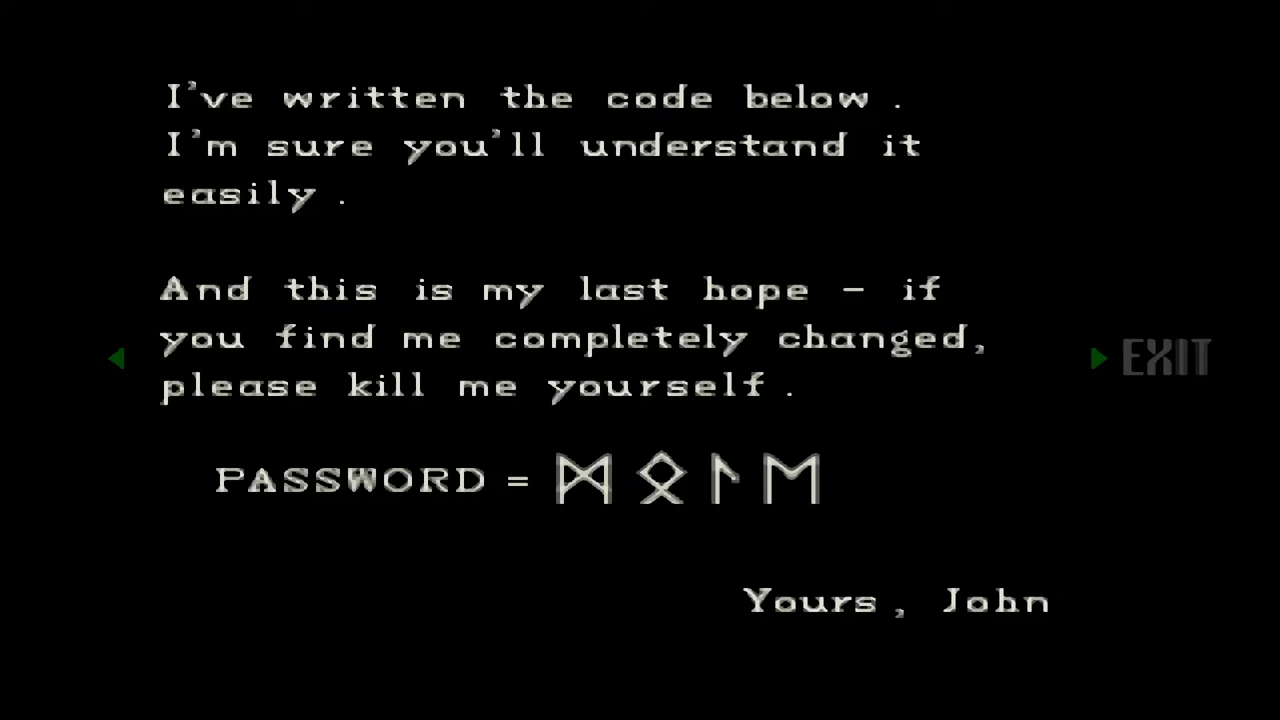 I've written the code below .
I'm sure you'll understand it
easily .
And this is my last hope - if
you find me completely changed,
please kill me yourself .
EXIT
PASSWORD = ᛞᛟᛚᛖ
Yours, John